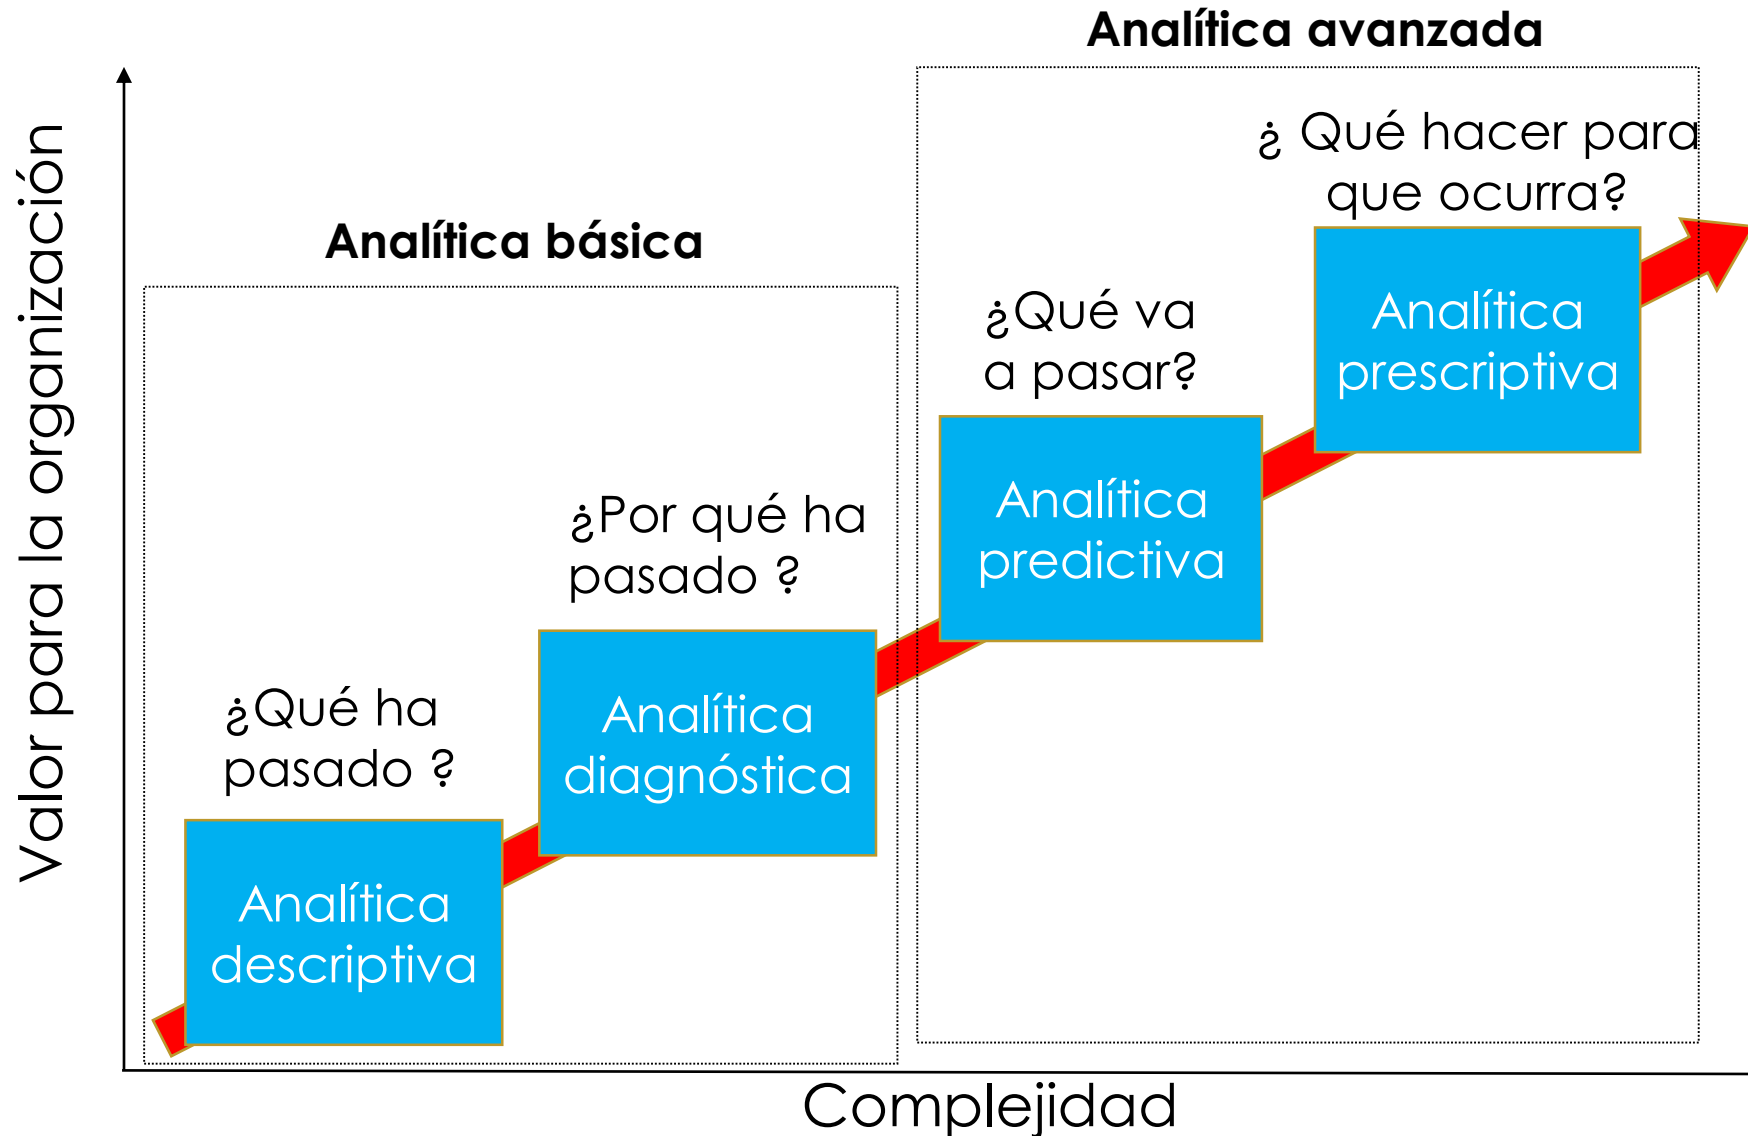 Analítica avanzada
¿ Qué hacer para
que ocurra?
Analítica
prescriptiva
Analítica básica
¿Qué va
a pasar?
Analítica
predictiva
¿Por qué ha
pasado ?
Analítica
diagnóstica
¿Qué ha
pasado ?
Analítica
descriptiva
Valor para la organización
Complejidad